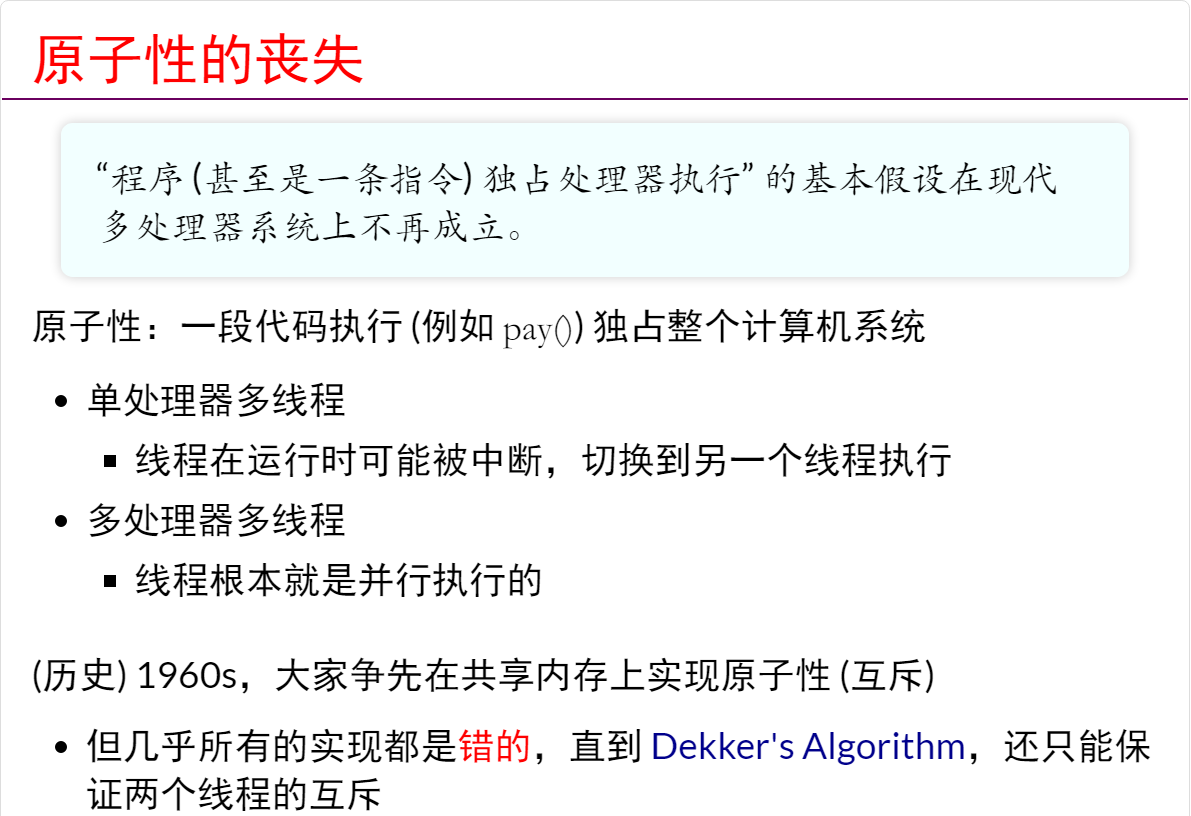 原子性的丧失
“程序 (甚至是一条指令) 独占处理器执行” 的基本假设在现代
多处理器系统上不再成立。
原子性：一段代码执行 (例如 pay()) 独占整个计算机系统
• 单处理器多线程
▪ 线程在运行时可能被中断，切换到另一个线程执行
• 多处理器多线程
▪ 线程根本就是并行执行的
(历史) 1960s，大家争先在共享内存上实现原子性 (互斥)
• 但几乎所有的实现都是错的，直到 Dekker's Algorithm，还只能保
证两个线程的互斥